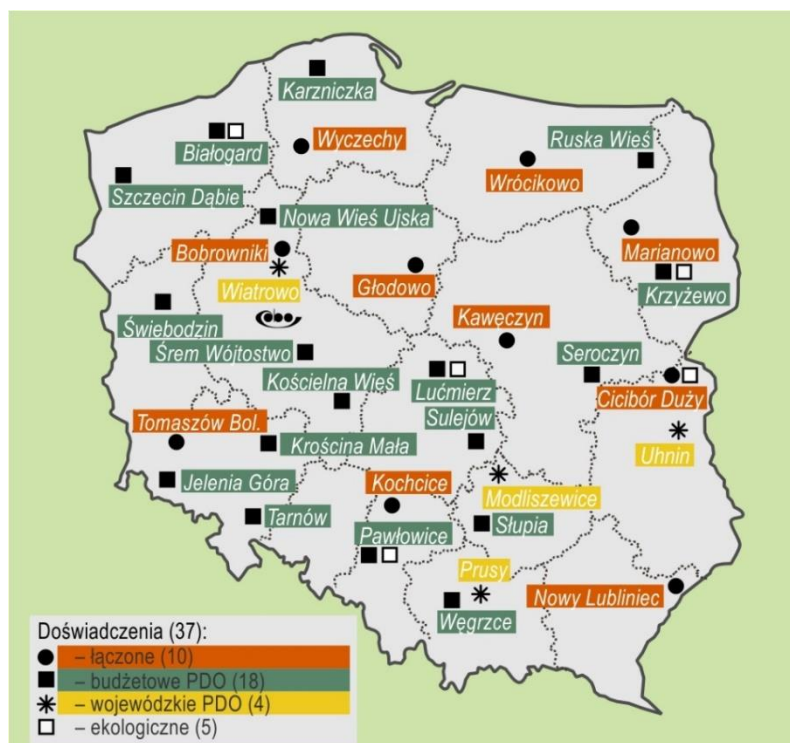 Karzniczka
Białogard
Wyczechy
Ruska Wieś
Wrócikowo
Szczecin Dąbie
Nowa Wieś Ujska
Bobrowniki
Marianowo
Wiatrowo
Głodowo
Krzyżewo
Świebodzin
Kawęczyn
Śrem Wójtostwo
Seroczyn
Kościelna Więś
Lućmierz
Cicibór Duży
Tomaszów Bol.
Sulejów
Krościna Mała
Uhnin
Jelenia Góra
Kochcice
Modliszewice
Tarnów
Pawłowice
Słupia
Prusy
Nowy Lubliniec
Węgrzce
Doświadczenia (37):
– łączone (10)
– budżetowe PDO (18)
– wojewódzkie PDO (4)
– ekologiczne (5)